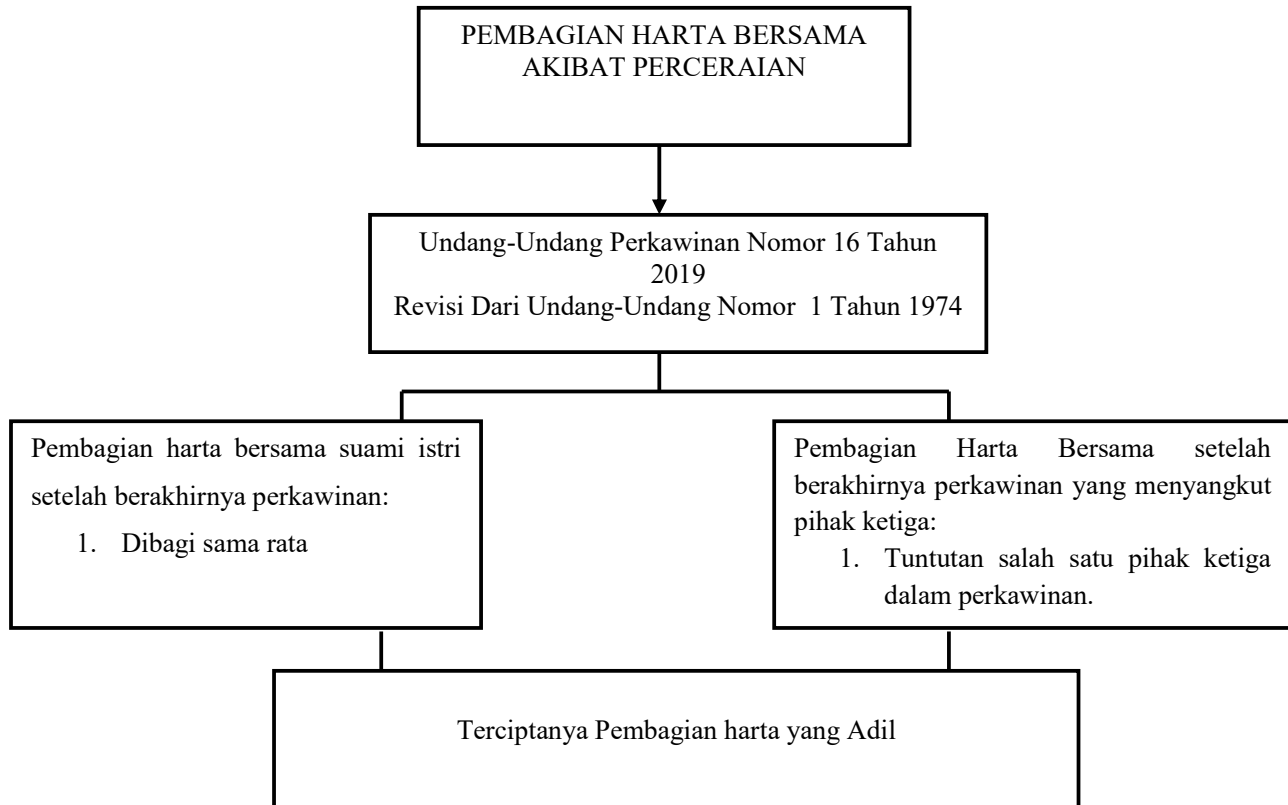 PEMBAGIAN HARTA BERSAMA
AKIBAT PERCERAIAN
Undang-Undang Perkawinan Nomor 16 Tahun
2019
Revisi Dari Undang-Undang Nomor 1 Tahun 1974
Pembagian harta bersama suami istri
setelah berakhirnya perkawinan:
1. Dibagi sama rata
Pembagian Harta Bersama setelah
berakhirnya perkawinan yang menyangkut
pihak ketiga:
1. Tuntutan salah satu pihak ketiga
dalam perkawinan.
Terciptanya Pembagian harta yang Adil